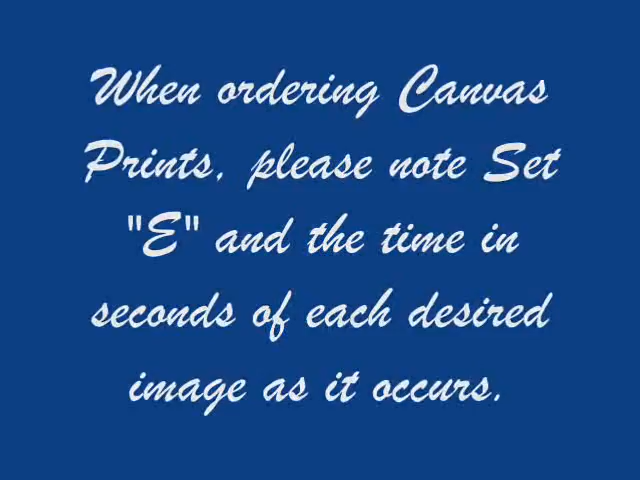 When ordering Canvas
Prints, please note Set
"E" and the time in
seconds of each desired
image as it occurs.